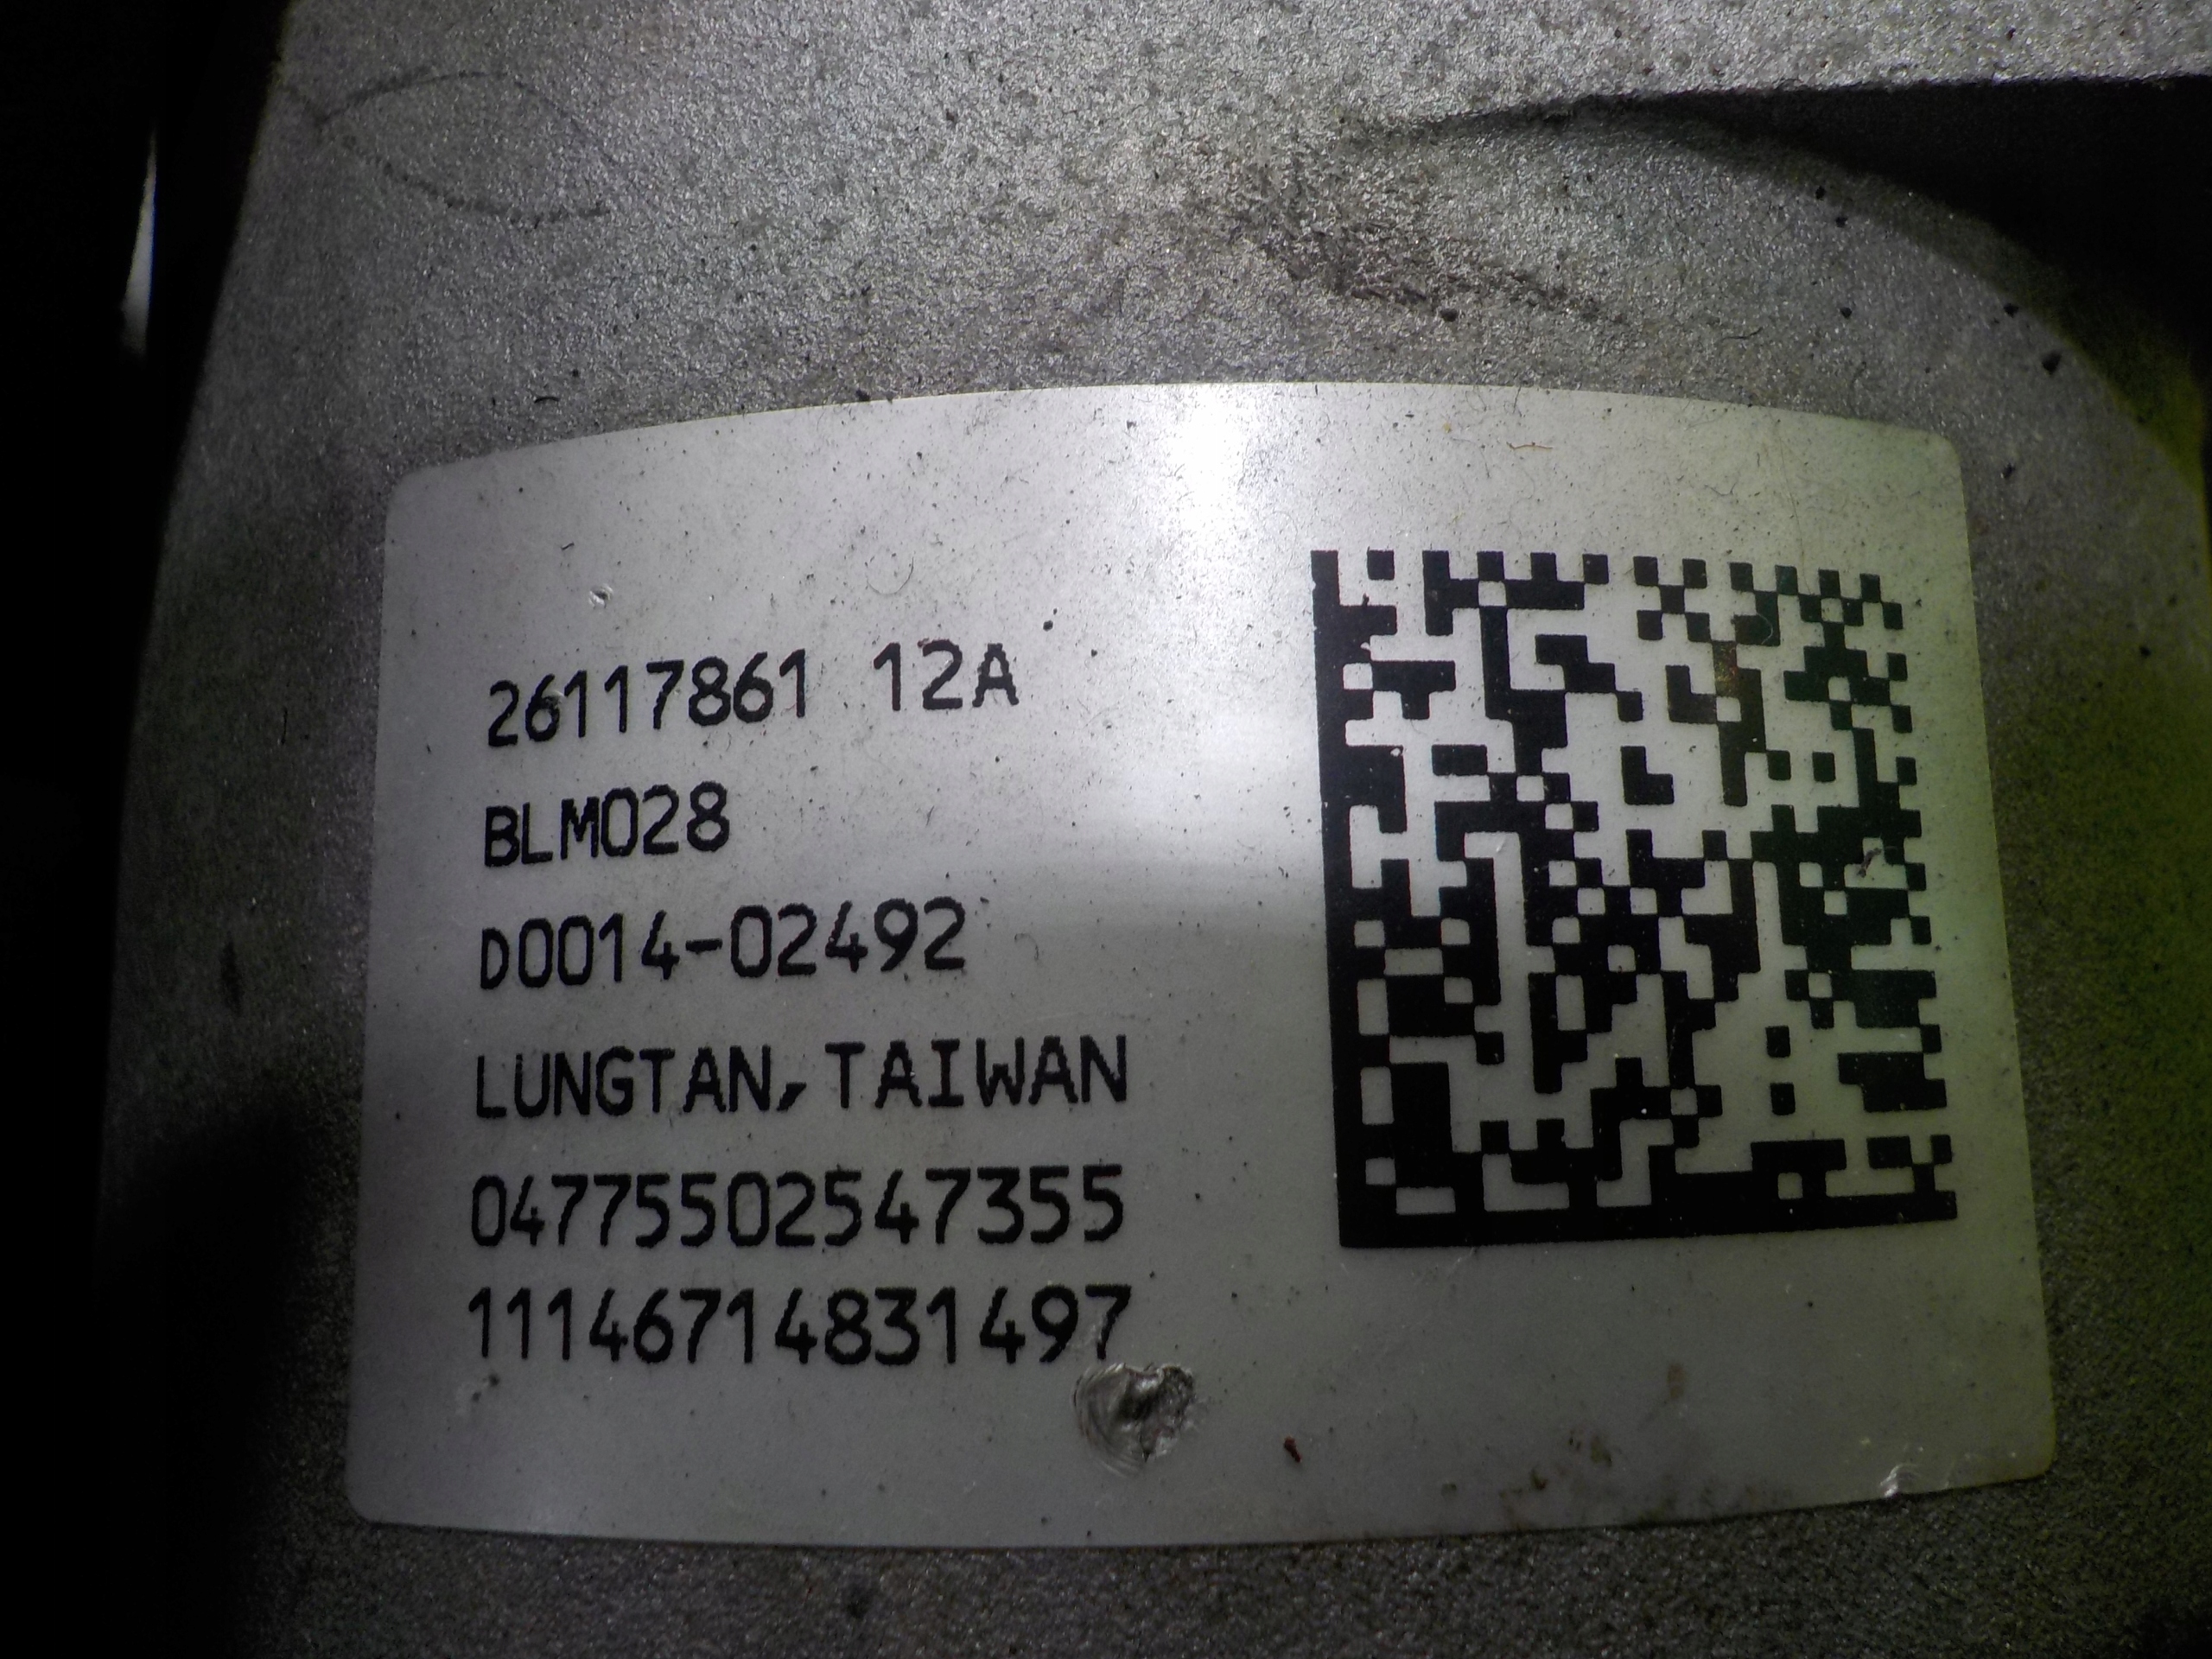 26117861 12A
BLM028
D0014-02492
LUNGTAN,TAIWAN
04775502547355
11146714831497